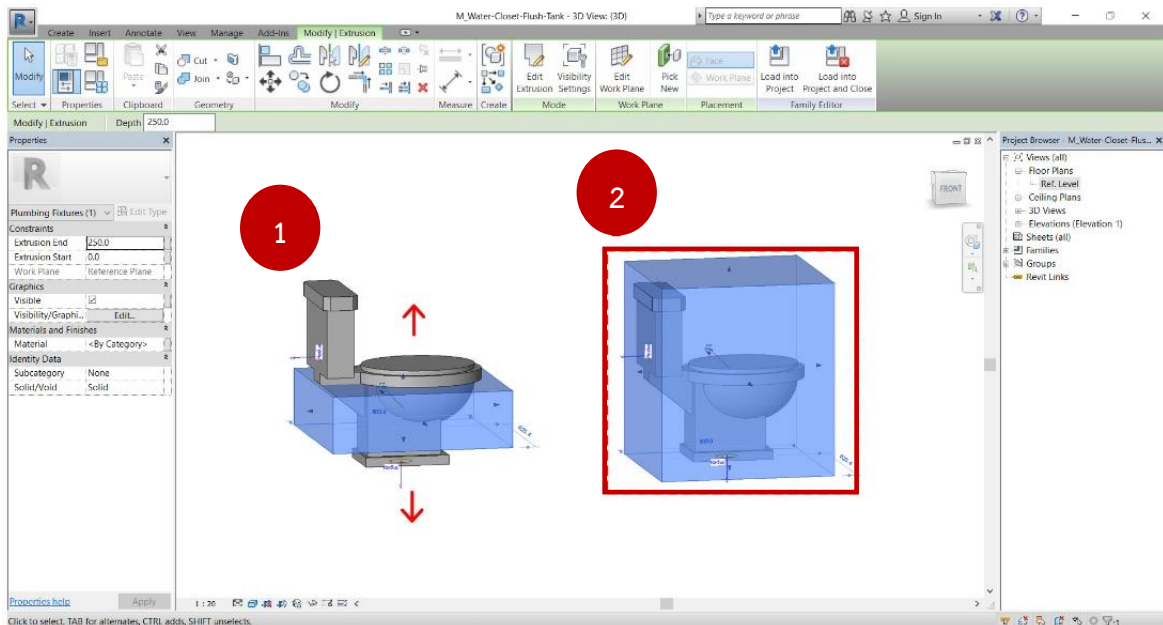 M_Water-Closet-Flush-Tank - 3D View: {3D}
Type a keyword or phrase
Sign In
Create Insert Annotate View Manage Add-Ins Modify | Extrusion
Modify
Paste
Cut
Join
Edit Extrusion
Visibility Settings
Edit Work Plane
Pick New
Face
Work Plane
Load into Project
Load into Project and Close
Select Properties Clipboard Geometry Modify Measure Create Mode Work Plane Placement Family Editor
Modify | Extrusion Depth 250.0
Properties
R
Plumbing Fixtures (1) Edit Type
Constraints
Extrusion End 250.0
Extrusion Start 0.0
Work Plane Reference Plane
Graphics
Visible
Visibility/Graphi... Edit...
Materials and Finishes
Material <By Category>
Identity Data
Subcategory None
Solid/Void Solid
Properties help Apply
1
2
FRONT
Project Browser - M_Water-Closet-Flus...
Views (all)
Floor Plans
Ref. Level
Ceiling Plans
3D Views
Elevations (Elevation 1)
Sheets (all)
Families
Groups
Revit Links
1 : 20
Click to select, TAB for alternates, CTRL adds, SHIFT unselects.